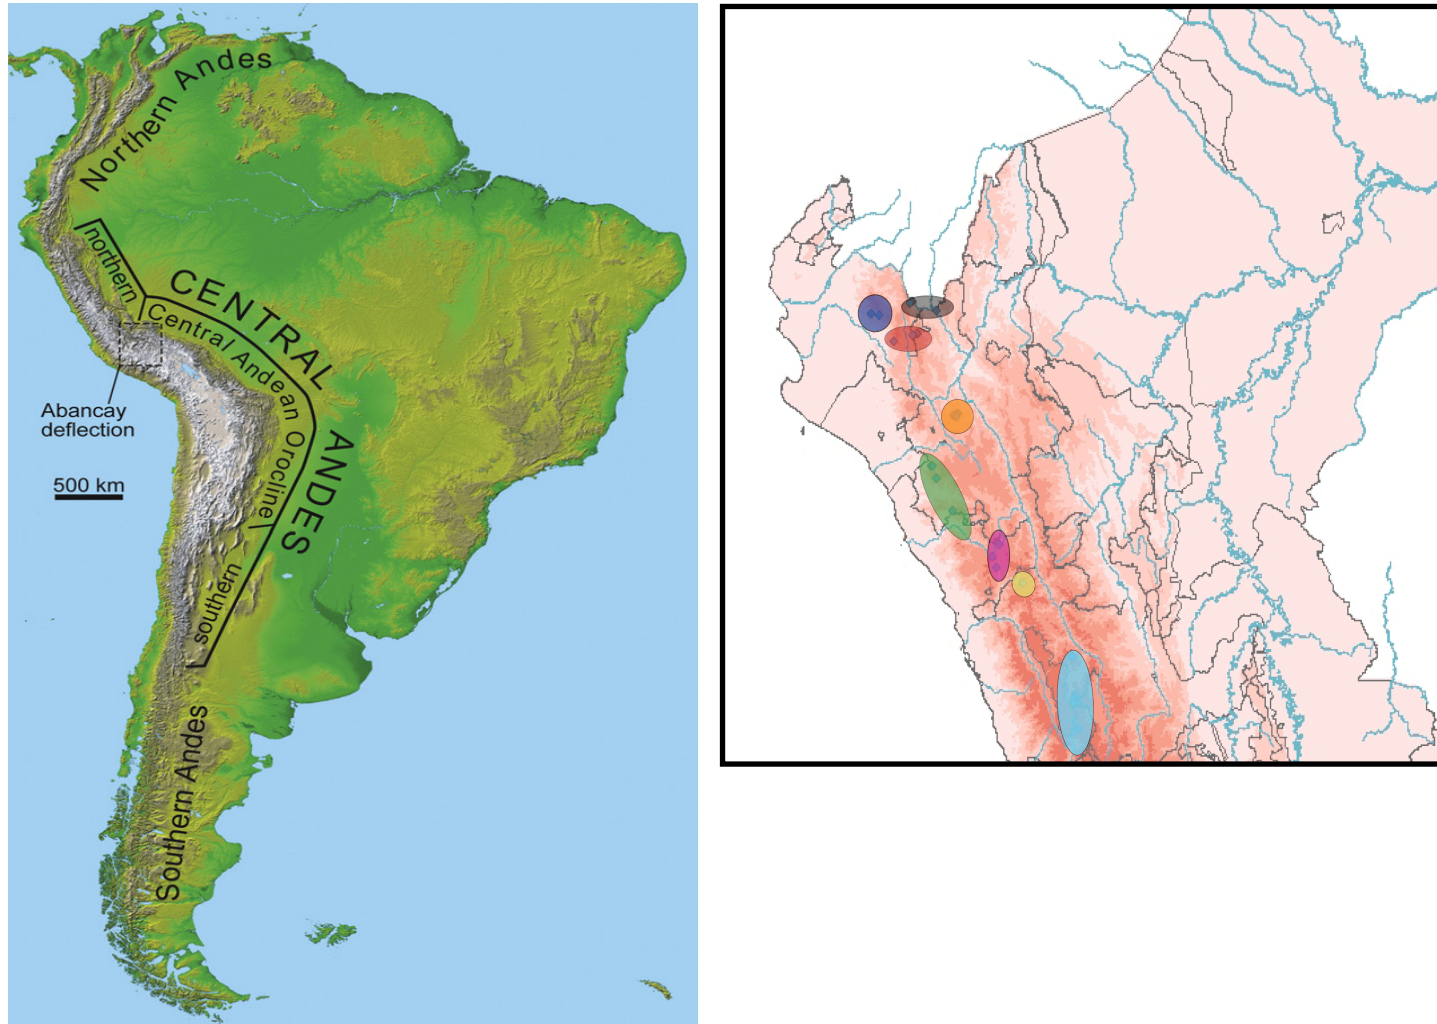 Northern Andes
northern
CENTRAL ANDES
Central Andean Orocline
Abancay
deflection
500 km
southern
Southern Andes